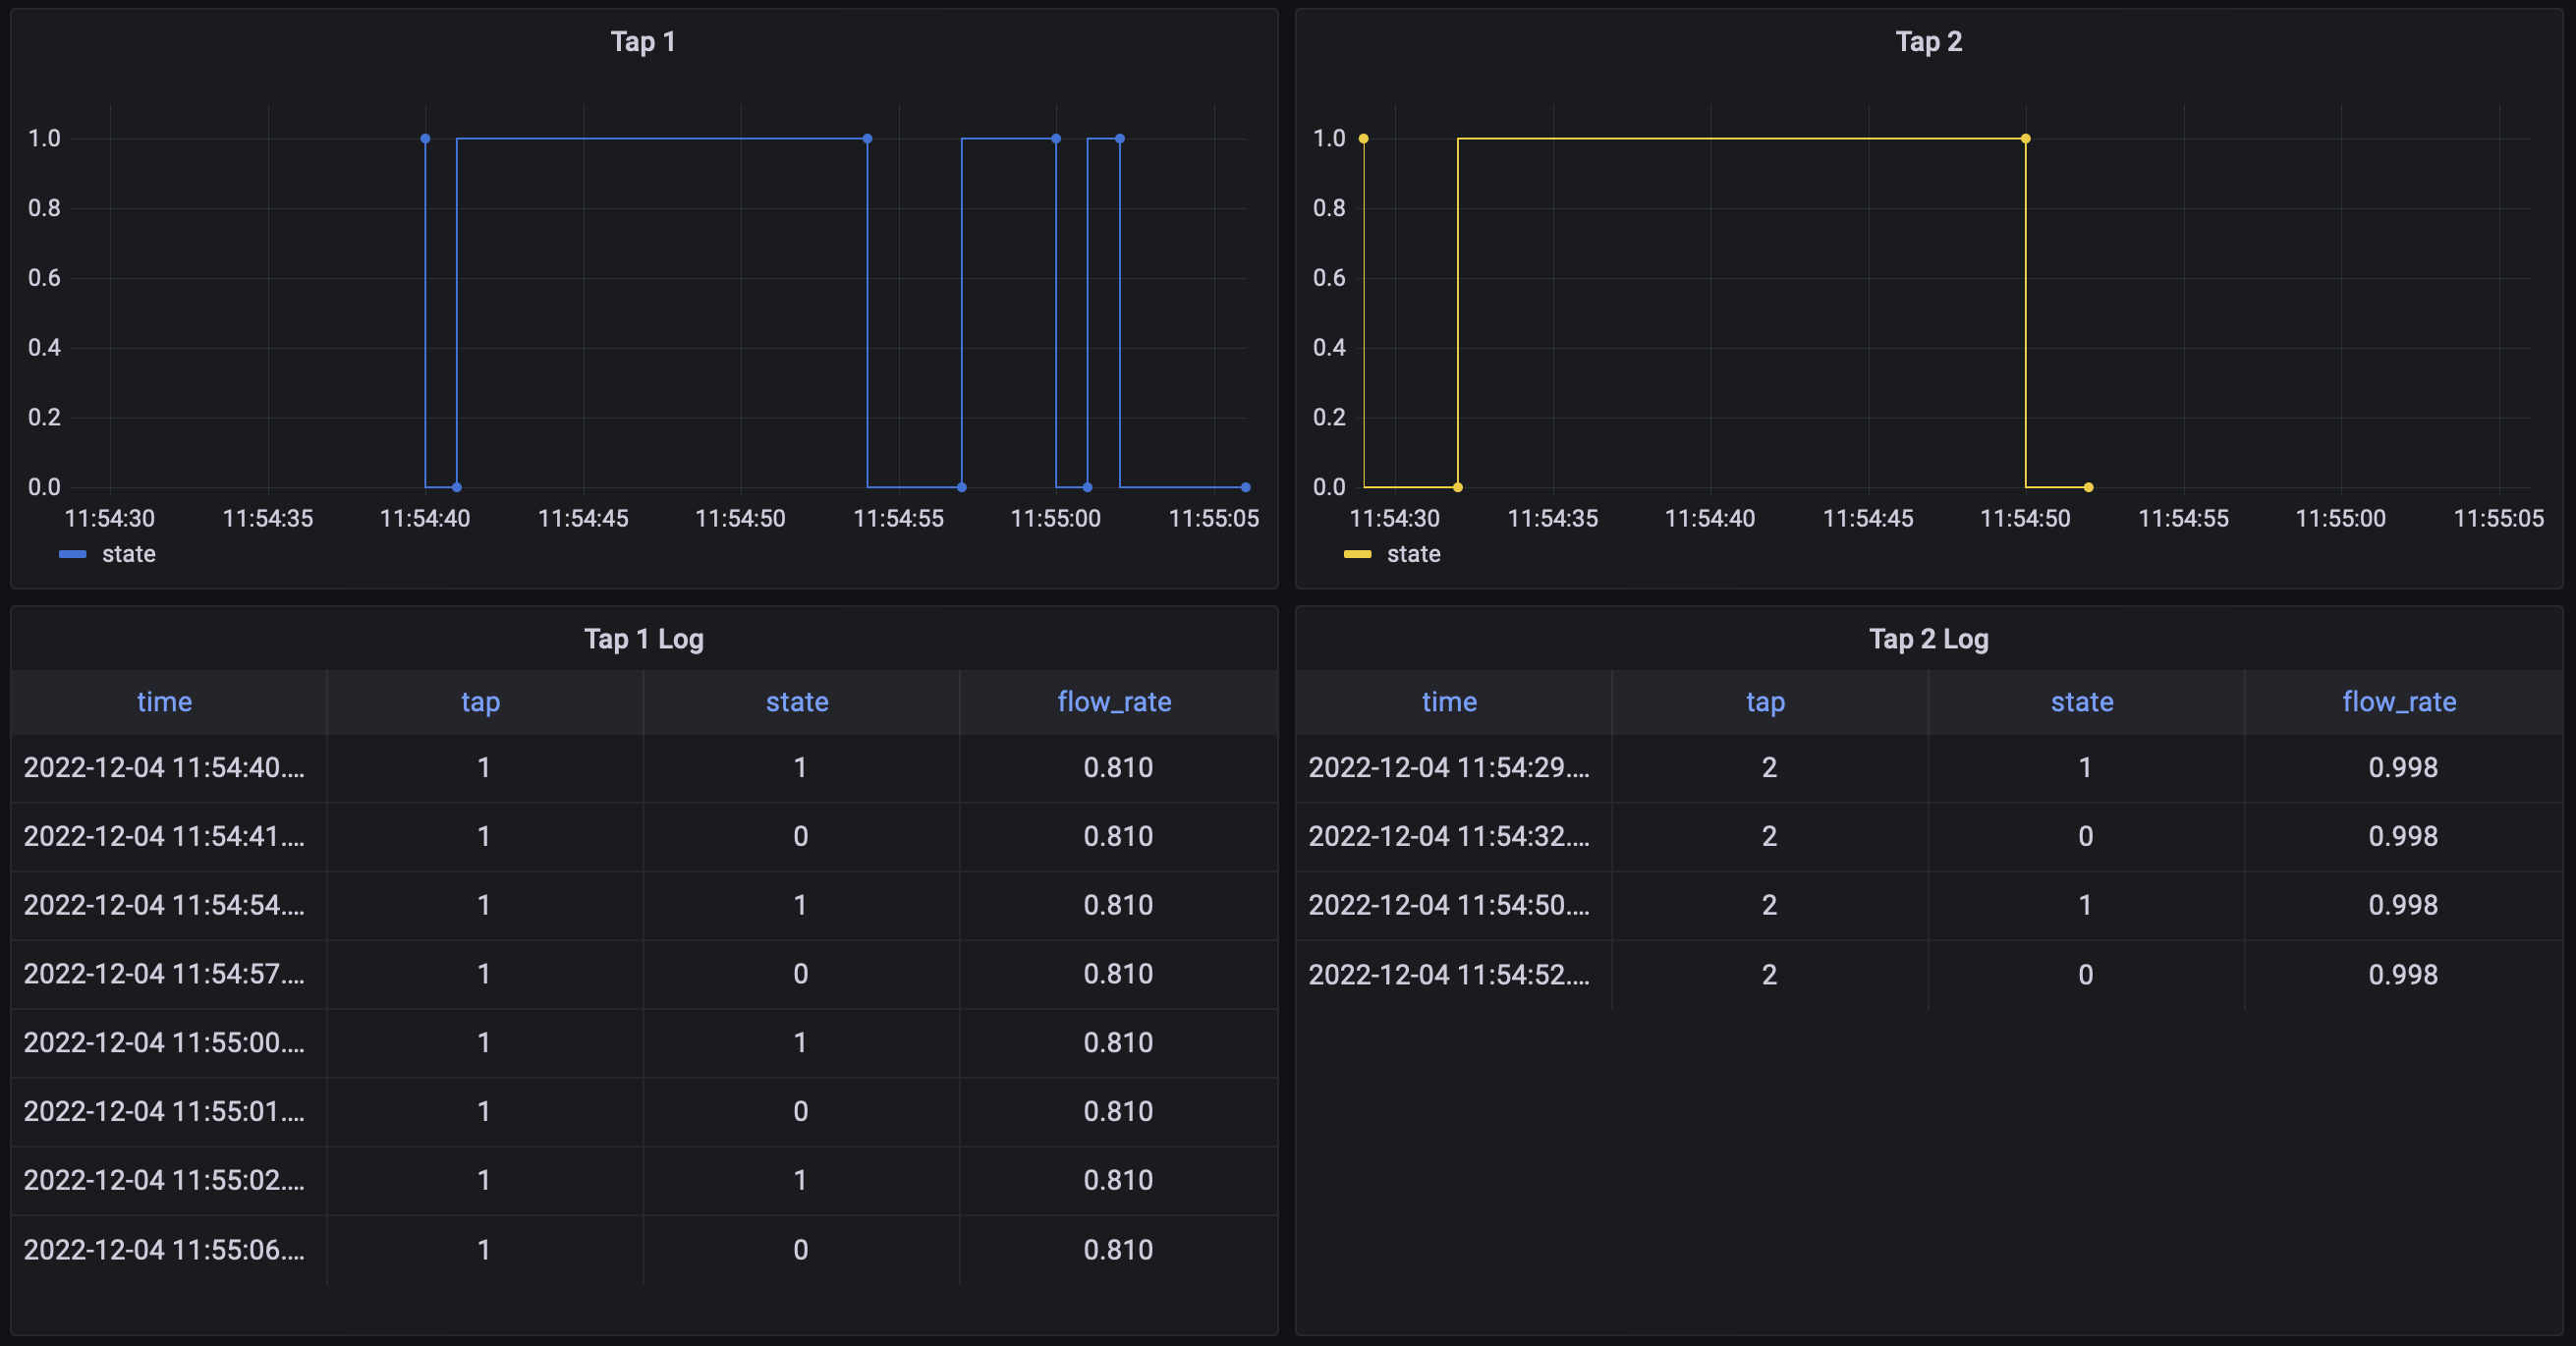 Tap 1
1.0
0.8
0.6
0.4
0.2
0.0
11:54:30 11:54:35 11:54:40 11:54:45 11:54:50 11:54:55 11:55:00 11:55:05
state
Tap 2
1.0
0.8
0.6
0.4
0.2
0.0
11:54:30 11:54:35 11:54:40 11:54:45 11:54:50 11:54:55 11:55:00 11:55:05
state
Tap 1 Log
time tap state flow_rate
2022-12-04 11:54:40.... 1 1 0.810
2022-12-04 11:54:41.... 1 0 0.810
2022-12-04 11:54:54.... 1 1 0.810
2022-12-04 11:54:57.... 1 0 0.810
2022-12-04 11:55:00.... 1 1 0.810
2022-12-04 11:55:01.... 1 0 0.810
2022-12-04 11:55:02.... 1 1 0.810
2022-12-04 11:55:06.... 1 0 0.810
Tap 2 Log
time tap state flow_rate
2022-12-04 11:54:29.... 2 1 0.998
2022-12-04 11:54:32.... 2 0 0.998
2022-12-04 11:54:50.... 2 1 0.998
2022-12-04 11:54:52.... 2 0 0.998